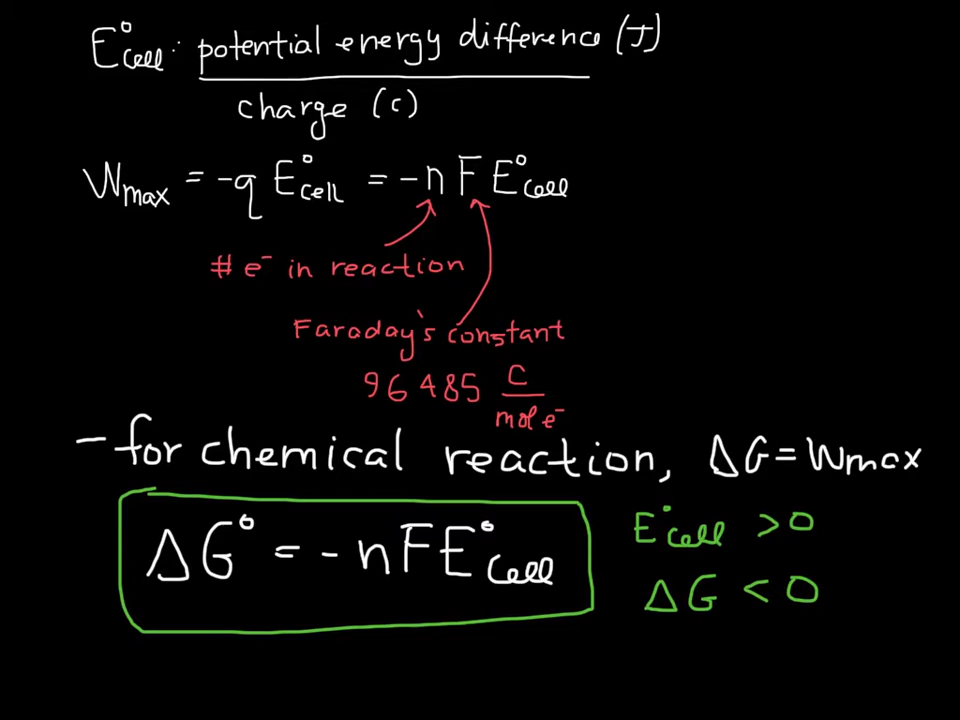 E°cell: potential energy difference (J)
charge (c)
Wmax = -q E°cell = -n F E°cell
# e⁻ in reaction
Faraday's constant
96485 C
mol e⁻
- for chemical reaction, ΔG = Wmax
ΔG° = -nFE°cell
E°cell > 0
ΔG < 0